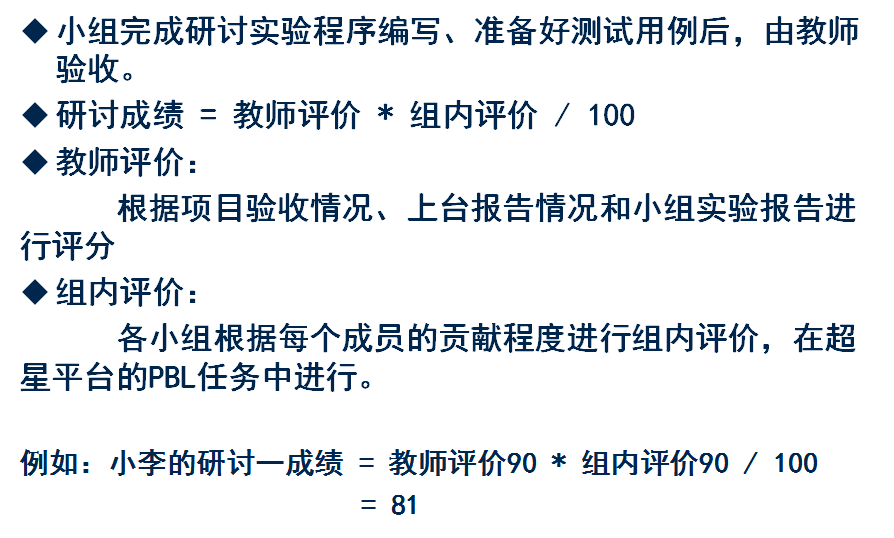 ◆ 小组完成研讨实验程序编写、准备好测试用例后，由教师
验收。
◆ 研讨成绩 = 教师评价 * 组内评价 / 100
◆ 教师评价：
根据项目验收情况、上台报告情况和小组实验报告进
行评分
◆ 组内评价：
各小组根据每个成员的贡献程度进行组内评价，在超
星平台的PBL任务中进行。
例如：小李的研讨一成绩 = 教师评价90 * 组内评价90 / 100
= 81